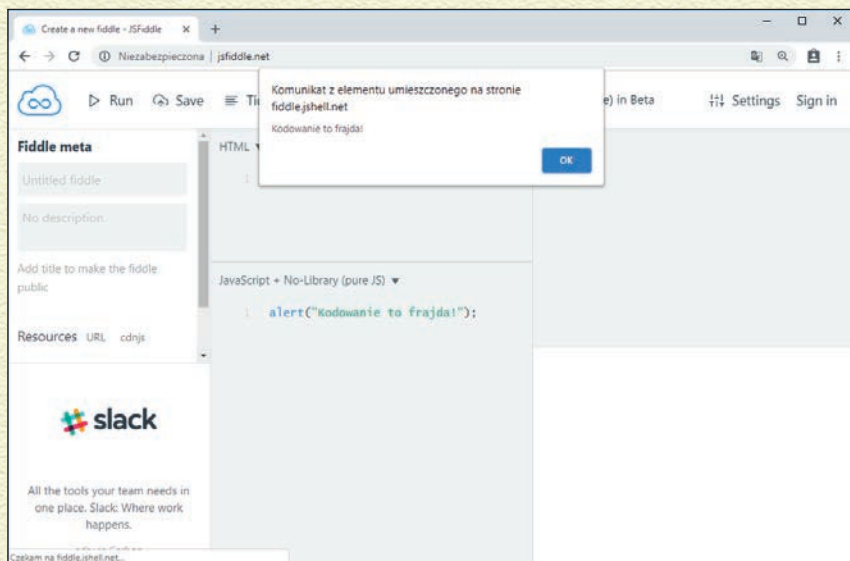 Create a new fiddle - JSFiddle
Niezabezpieczona | jsfiddle.net
Run Save Ti
e) in Beta
Settings Sign in
Komunikat z elementu umieszczonego na stronie
fiddle.jshell.net
Kodowanie to frajda!
OK
Fiddle meta
Untitled fiddle
No description
Add title to make the fiddle
public
Resources URL cdnjs
HTML
1
JavaScript + No-Library (pure JS)
1 alert("Kodowanie to frajda!");
slack
All the tools your team needs in
one place. Slack: Where work
happens.
Czekam na fiddle.jshell.net...